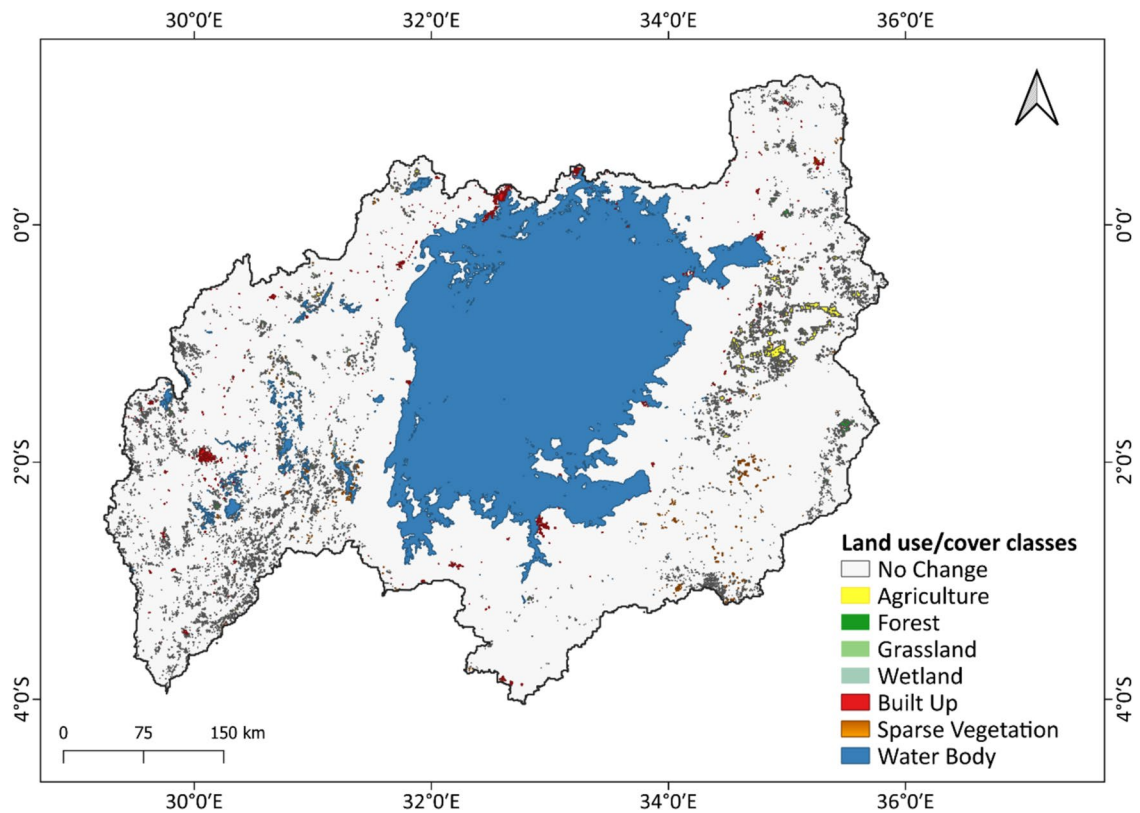 30°0′E 32°0′E 34°0′E 36°0′E
0°0′ 0°0′
2°0′S 2°0′S
4°0′S 4°0′S
Land use/cover classes
No Change
Agriculture
Forest
Grassland
Wetland
Built Up
Sparse Vegetation
Water Body
0 75 150 km
30°0′E 32°0′E 34°0′E 36°0′E